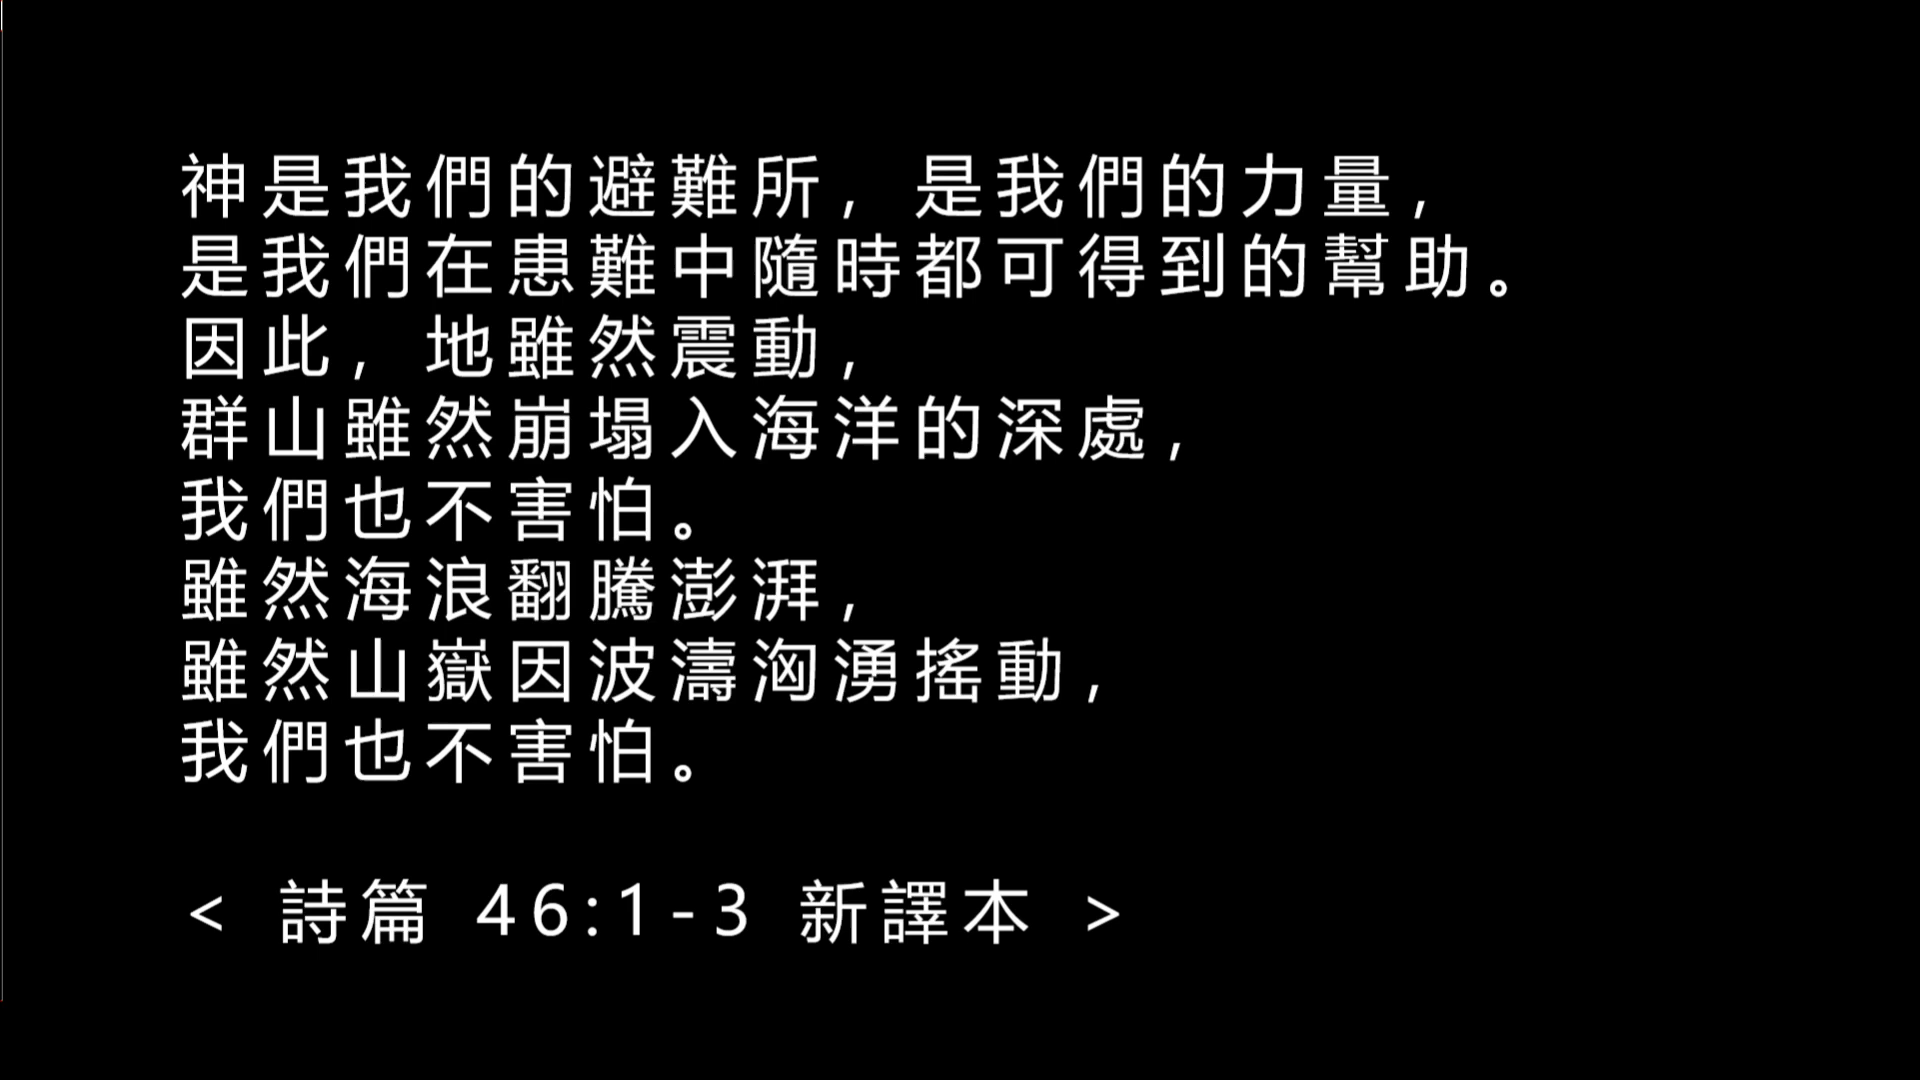 神是我們的避難所，是我們的力量，
是我們在患難中隨時都可得到的幫助。
因此，地雖然震動，
群山雖然崩塌入海洋的深處，
我們也不害怕。
雖然海浪翻騰澎湃，
雖然山嶽因波濤洶湧搖動，
我們也不害怕。
< 詩篇 46:1-3 新譯本 >